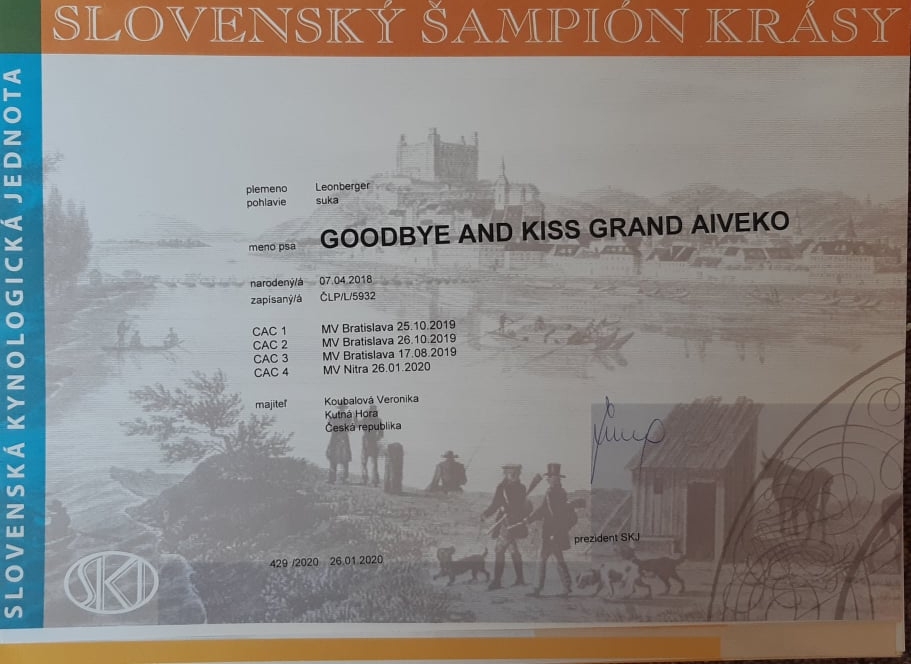 SLOVENSKÝ ŠAMPIÓN KRÁSY
SLOVENSKÁ KYNOLOGICKÁ JEDNOTA
plemeno Leonberger
pohlavie suka
meno psa GOODBYE AND KISS GRAND AIVEKO
narodený/á 07.04.2018
zapísaný/á ČLP/L/5932
CAC 1 MV Bratislava 25.10.2019
CAC 2 MV Bratislava 26.10.2019
CAC 3 MV Bratislava 17.08.2019
CAC 4 MV Nitra 26.01.2020
majiteľ Koubalová Veronika
Kutná Hora
Česká republika
prezident SKJ
429 /2020 26.01.2020
SKJ